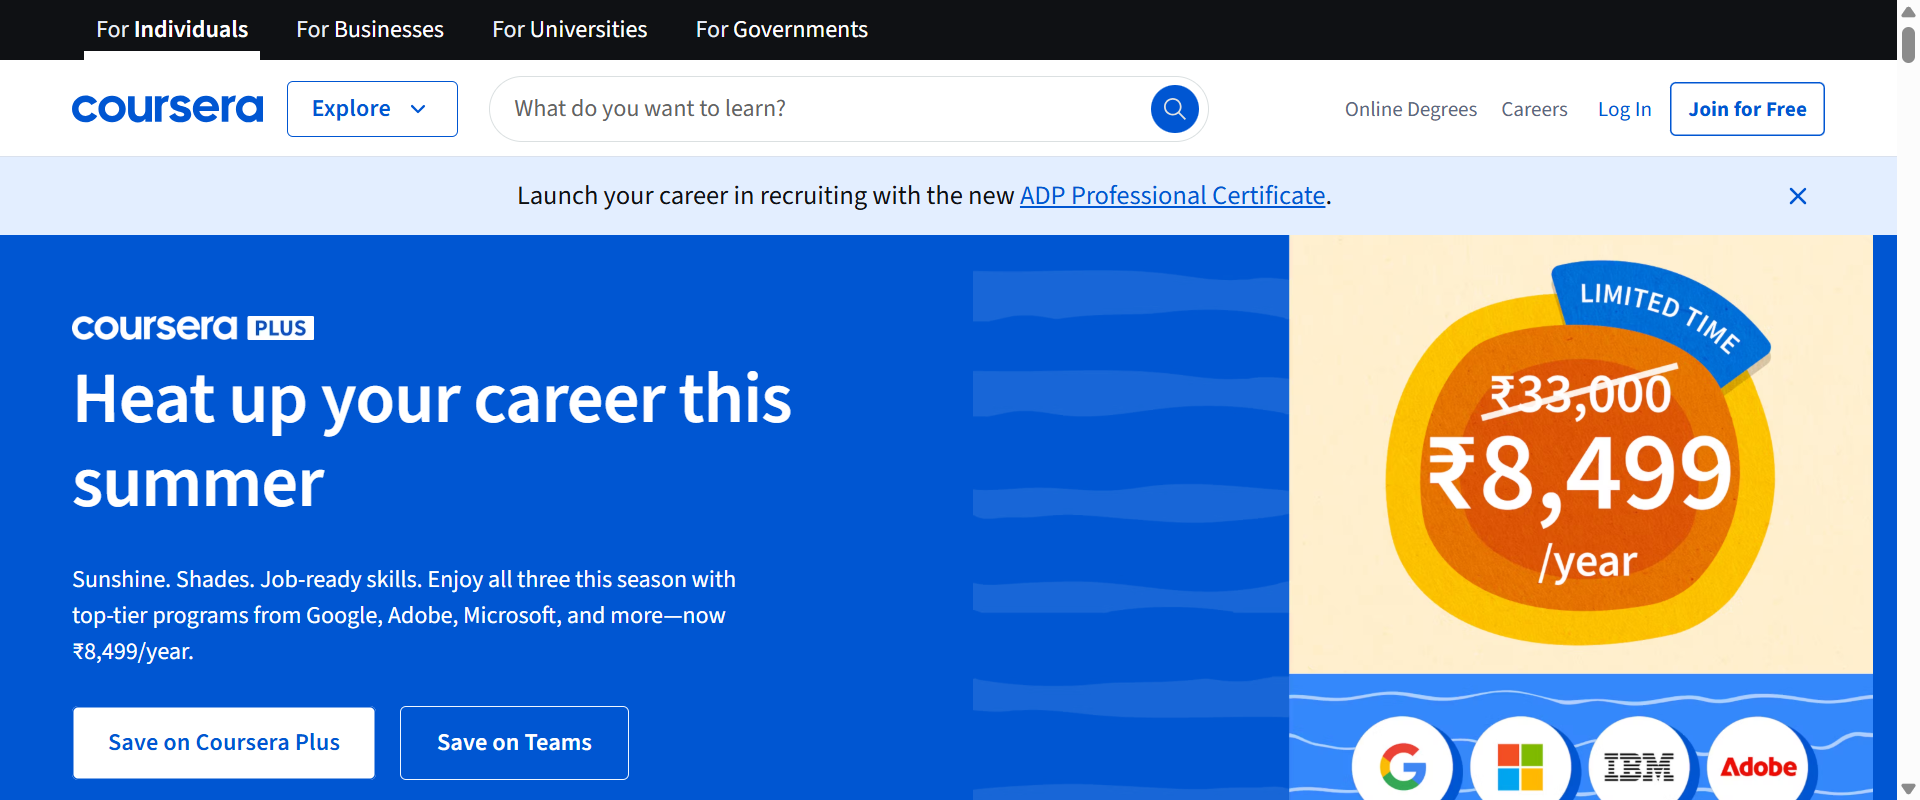 For Individuals
For Businesses
For Universities
For Governments
coursera
Explore
What do you want to learn?
Online Degrees
Careers
Log In
Join for Free
Launch your career in recruiting with the new ADP Professional Certificate.
coursera PLUS
Heat up your career this
summer
Sunshine. Shades. Job-ready skills. Enjoy all three this season with
top-tier programs from Google, Adobe, Microsoft, and more—now
₹8,499/year.
Save on Coursera Plus
Save on Teams
LIMITED TIME
₹33,000
₹8,499
/year
G
IBM
Adobe